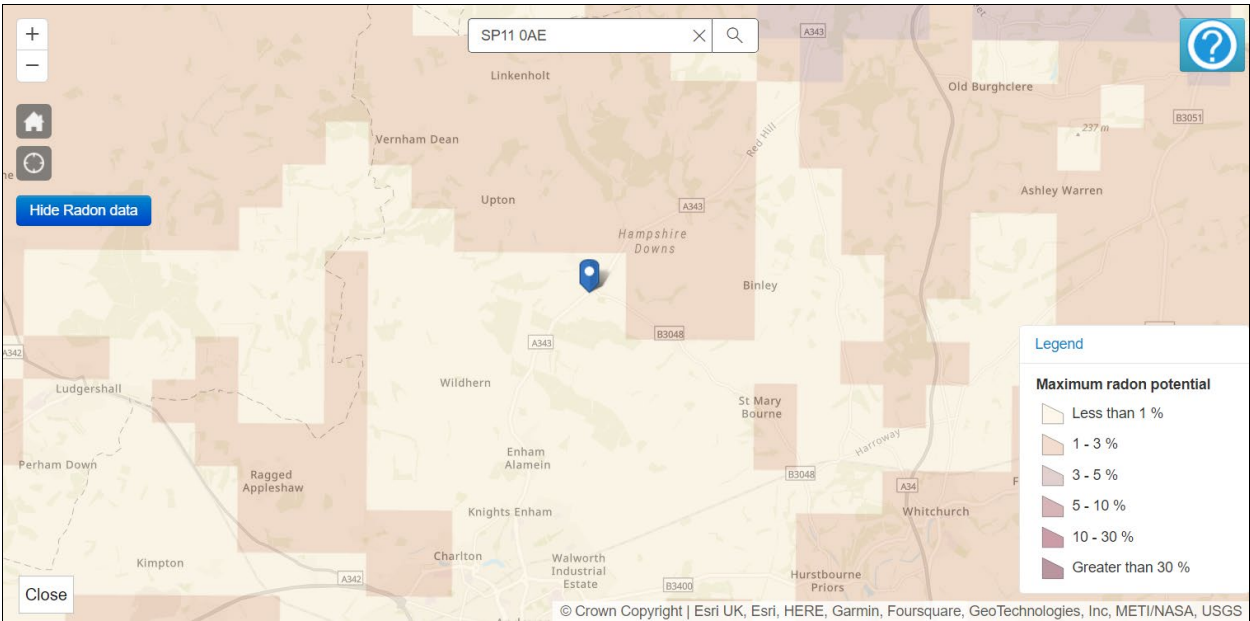 +
−
SP11 0AE
Hide Radon data
Linkenholt
A343
Old Burghclere
B3051
237 m
Vernham Dean
Red Hill
Ashley Warren
Upton
A343
Hampshire
Downs
Binley
A343
B3048
A342
Ludgershall
Wildhern
St Mary
Bourne
Harroway
Perham Down
Enham
Alamein
Ragged
Appleshaw
B3048
A34
Whitchurch
Knights Enham
Kimpton
Charlton
Walworth
Industrial
Estate
A342
B3400
Hurstbourne
Priors
Legend
Maximum radon potential
Less than 1 %
1 - 3 %
3 - 5 %
5 - 10 %
10 - 30 %
Greater than 30 %
Close
© Crown Copyright | Esri UK, Esri, HERE, Garmin, Foursquare, GeoTechnologies, Inc, METI/NASA, USGS